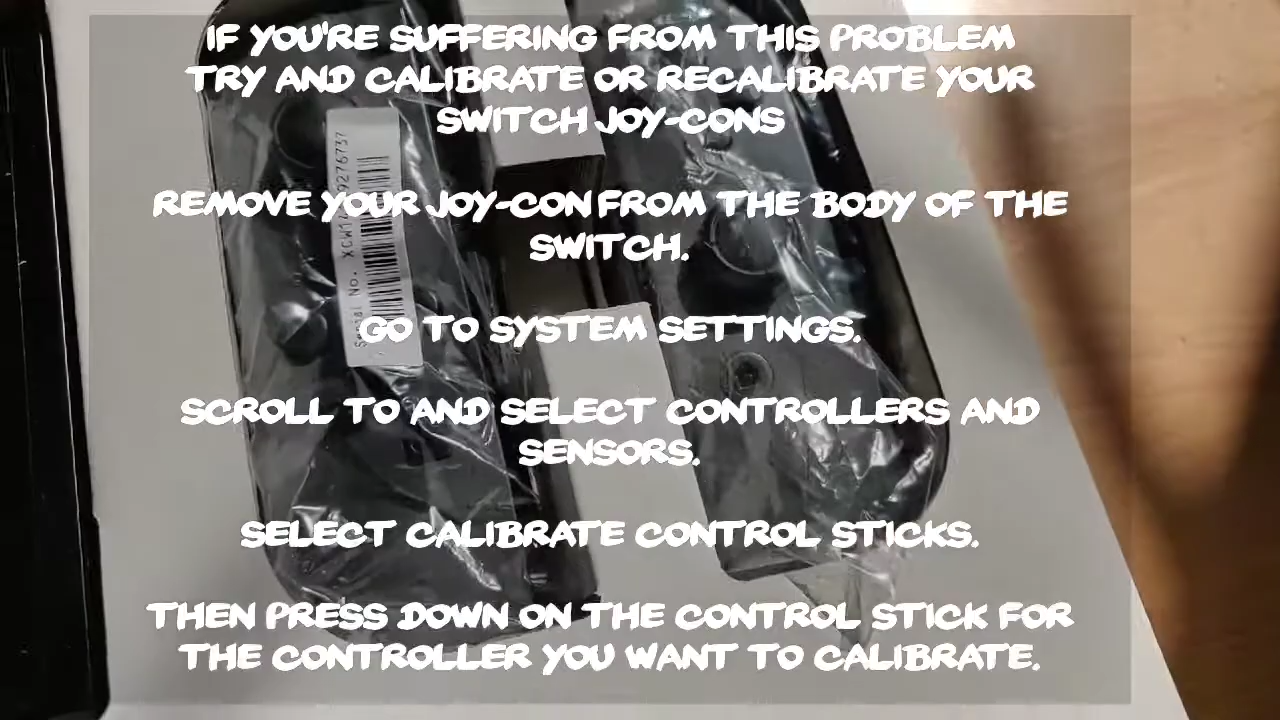 IF YOU'RE SUFFERING FROM THIS PROBLEM
TRY AND CALIBRATE OR RECALIBRATE YOUR
SWITCH JOY-CONS
REMOVE YOUR JOY-CON FROM THE BODY OF THE
SWITCH.
GO TO SYSTEM SETTINGS.
SCROLL TO AND SELECT CONTROLLERS AND
SENSORS.
SELECT CALIBRATE CONTROL STICKS.
THEN PRESS DOWN ON THE CONTROL STICK FOR
THE CONTROLLER YOU WANT TO CALIBRATE.
Serial No.